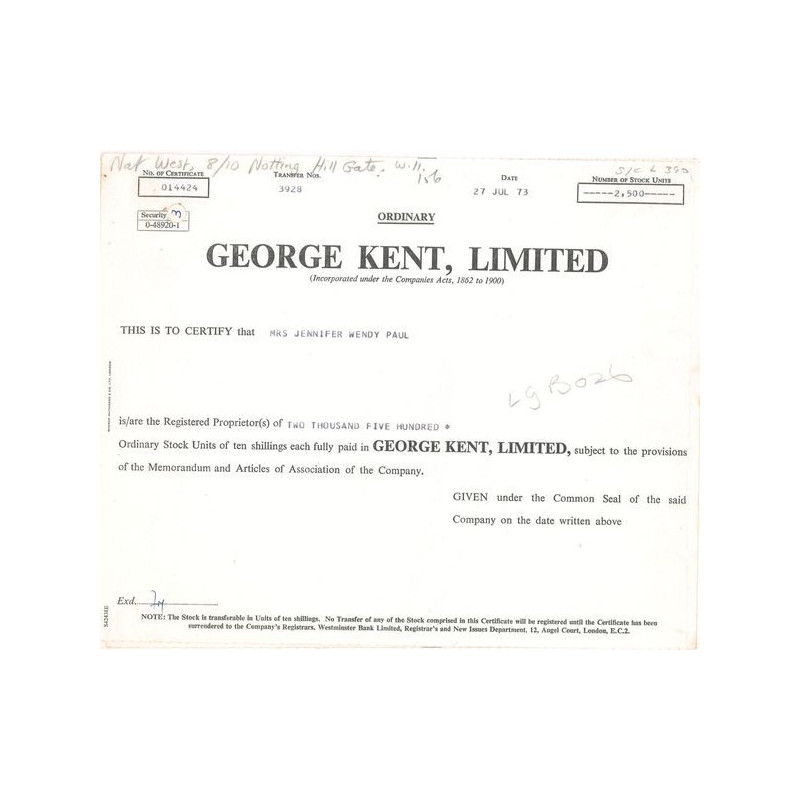 Nat West, 8/10 Notting Hill Gate, W.11.
156
S/C L 390
No. of Certificate
Transfer Nos.
Date
Number of Stock Units
014424
3928
27 JUL 73
-----2,500-----
Security
0-48920-1
ORDINARY
GEORGE KENT, LIMITED
(Incorporated under the Companies Acts, 1862 to 1900)
THIS IS TO CERTIFY that MRS JENNIFER WENDY PAUL
LGB026
is/are the Registered Proprietor(s) of TWO THOUSAND FIVE HUNDRED *
Ordinary Stock Units of ten shillings each fully paid in GEORGE KENT, LIMITED, subject to the provisions
of the Memorandum and Articles of Association of the Company.
GIVEN under the Common Seal of the said
Company on the date written above
Exd.
NOTE: The Stock is transferable in Units of ten shillings. No Transfer of any of the Stock comprised in this Certificate will be registered until the Certificate has been
surrendered to the Company's Registrars, Westminster Bank Limited, Registrar's and New Issues Department, 12, Angel Court, London, E.C.2.